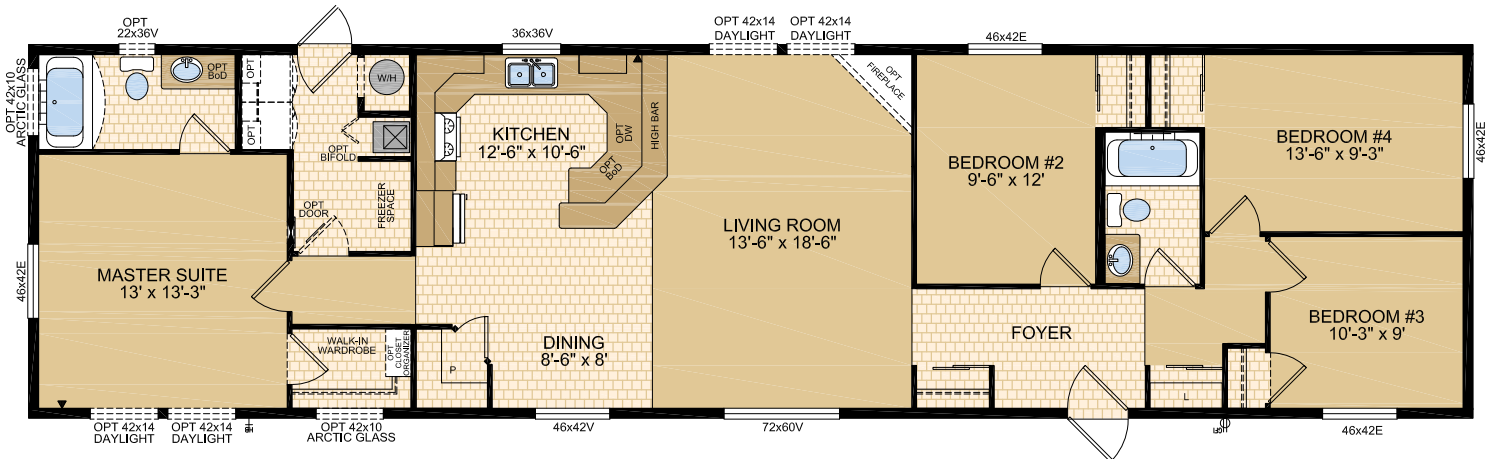 OPT
22x36V
36x36V
OPT 42x14
DAYLIGHT
OPT 42x14
DAYLIGHT
46x42E
OPT 42x10
ARCTIC GLASS
OPT
BoD
OPT
OPT
W/H
OPT
BIFOLD
OPT
DOOR
FREEZER
SPACE
KITCHEN
12'-6" x 10'-6"
OPT
DW
OPT
BoD
HIGH BAR
OPT
FIREPLACE
LIVING ROOM
13'-6" x 18'-6"
BEDROOM #2
9'-6" x 12'
BEDROOM #4
13'-6" x 9'-3"
46x42E
MASTER SUITE
13' x 13'-3"
46x42E
WALK-IN
WARDROBE
OPT
CLOSET
ORGANIZER
P
DINING
8'-6" x 8'
FOYER
BEDROOM #3
10'-3" x 9'
L
OPT 42x14
DAYLIGHT
OPT 42x14
DAYLIGHT
OPT 42x10
ARCTIC GLASS
46x42V
72x60V
46x42E